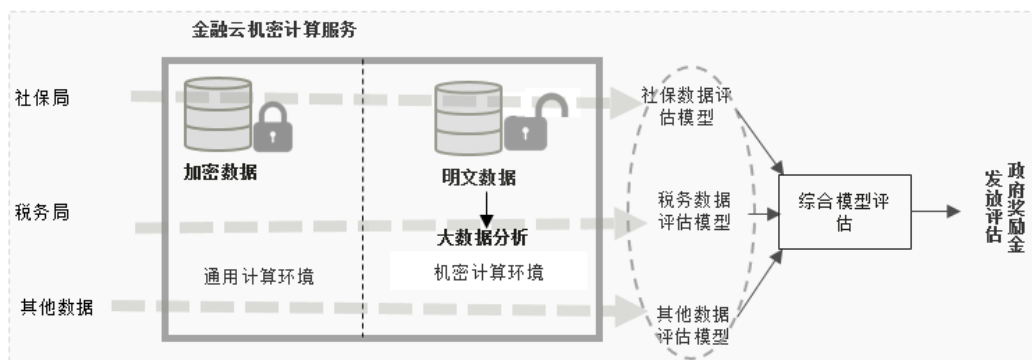 金融云机密计算服务
社保局
加密数据
明文数据
社保数据评
估模型
税务局
大数据分析
税务数据
评估模型
综合模型评
估
政府奖励金
发放评估
通用计算环境
机密计算环境
其他数据
其他数据
评估模型